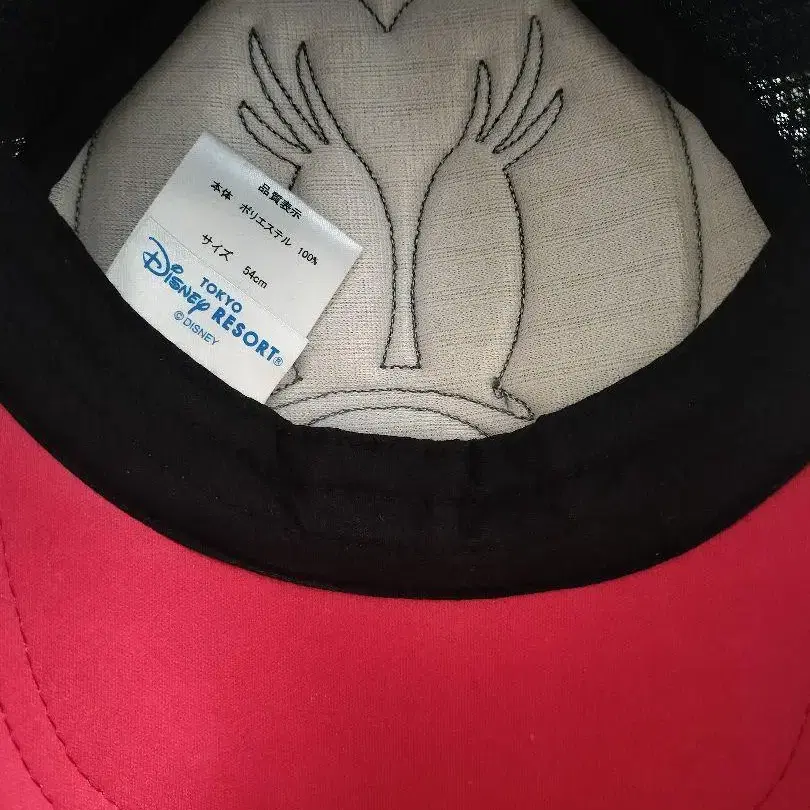 品質表示
本体 ポリエステル 100%
サイズ 54cm
TOKYO
DISNEY RESORT®
© DISNEY